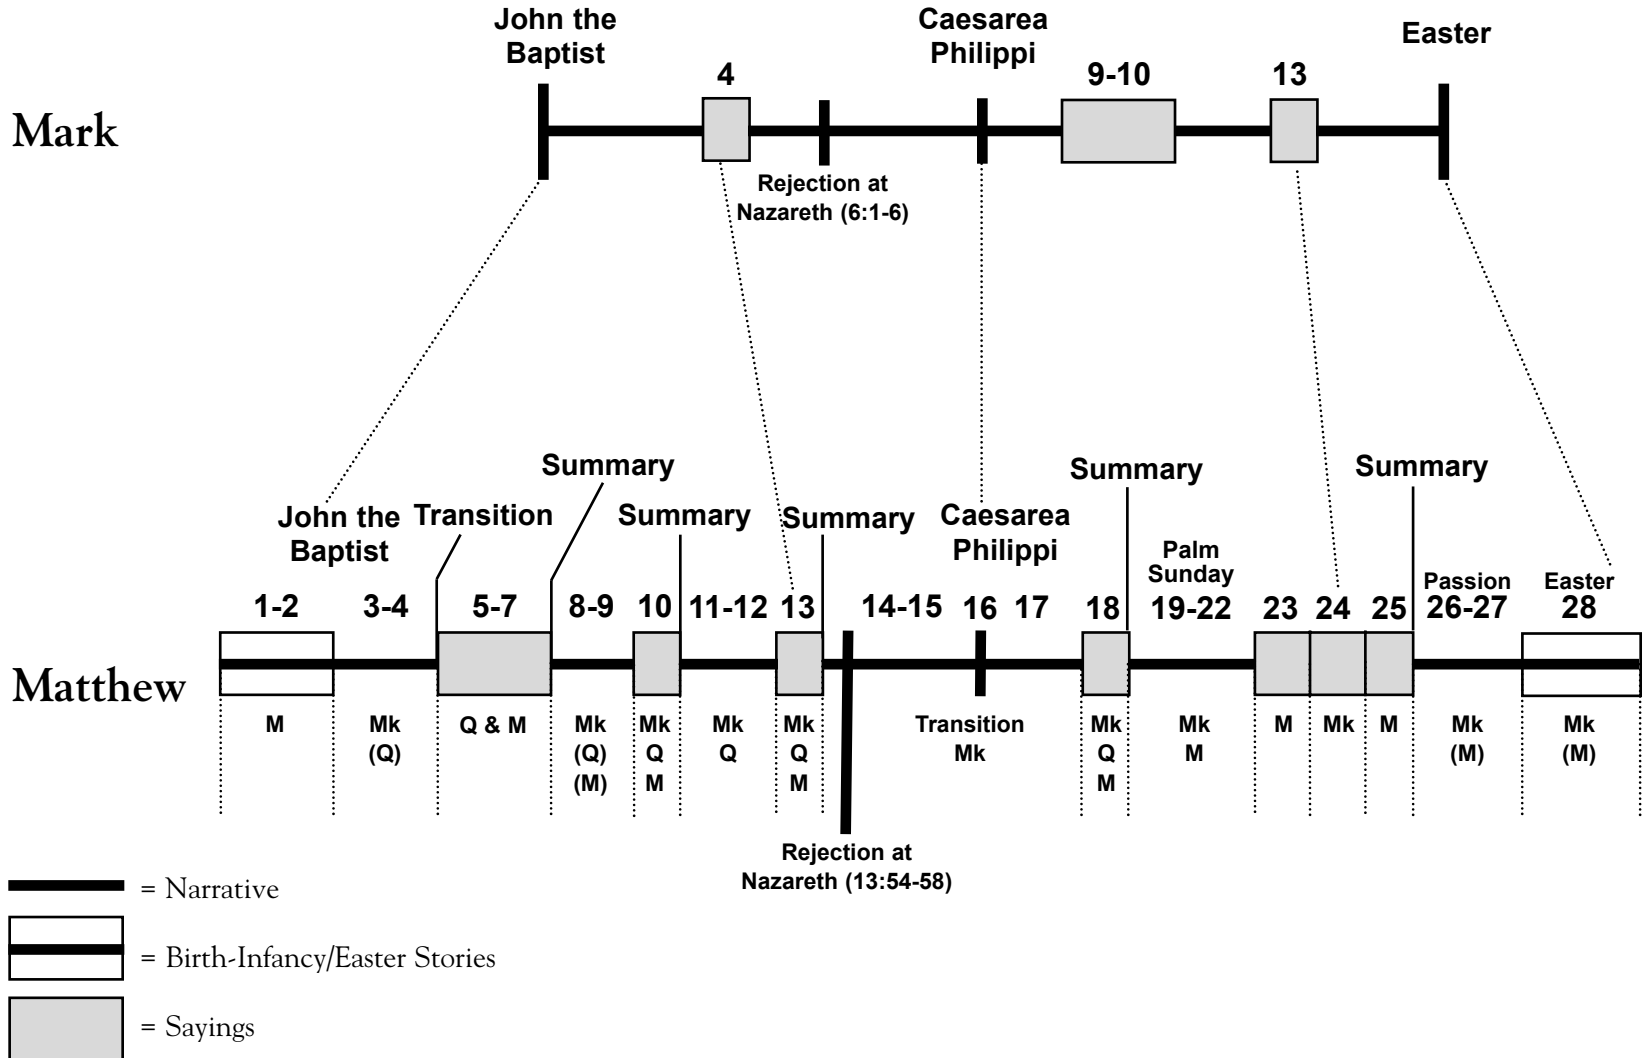 John the
Baptist
Caesarea
Philippi
Easter
4
9-10
13
Mark
Rejection at
Nazareth (6:1-6)
Summary
Summary
Summary
John the
Baptist
Transition
Summary
Summary
Caesarea
Philippi
Palm
Sunday
Passion
Easter
1-2
3-4
5-7
8-9
10
11-12
13
14-15
16
17
18
19-22
23
24
25
26-27
28
Matthew
M
Mk
(Q)
Q & M
Mk
(Q)
(M)
Mk
Q
M
Mk
Q
Mk
Q
M
Transition
Mk
Mk
Q
M
Mk
M
M
Mk
M
Mk
(M)
Mk
(M)
Rejection at
Nazareth (13:54-58)
= Narrative
= Birth-Infancy/Easter Stories
= Sayings